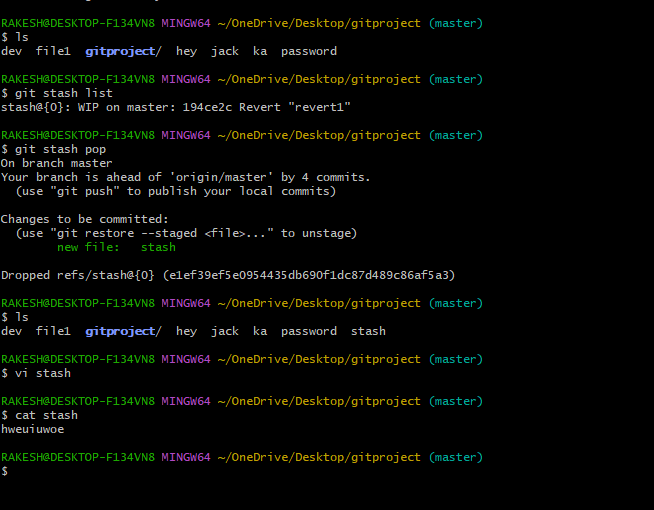 RAKESH@DESKTOP-F134VN8 MINGW64 ~/OneDrive/Desktop/gitproject (master)
$ ls
dev  file1  gitproject/  hey  jack  ka  password

RAKESH@DESKTOP-F134VN8 MINGW64 ~/OneDrive/Desktop/gitproject (master)
$ git stash list
stash@{0}: WIP on master: 194ce2c Revert "revert1"

RAKESH@DESKTOP-F134VN8 MINGW64 ~/OneDrive/Desktop/gitproject (master)
$ git stash pop
On branch master
Your branch is ahead of 'origin/master' by 4 commits.
  (use "git push" to publish your local commits)

Changes to be committed:
  (use "git restore --staged <file>..." to unstage)
        new file:   stash

Dropped refs/stash@{0} (e1ef39ef5e0954435db690f1dc87d489c86af5a3)

RAKESH@DESKTOP-F134VN8 MINGW64 ~/OneDrive/Desktop/gitproject (master)
$ ls
dev  file1  gitproject/  hey  jack  ka  password  stash

RAKESH@DESKTOP-F134VN8 MINGW64 ~/OneDrive/Desktop/gitproject (master)
$ vi stash

RAKESH@DESKTOP-F134VN8 MINGW64 ~/OneDrive/Desktop/gitproject (master)
$ cat stash
hweuiuwoe

RAKESH@DESKTOP-F134VN8 MINGW64 ~/OneDrive/Desktop/gitproject (master)
$